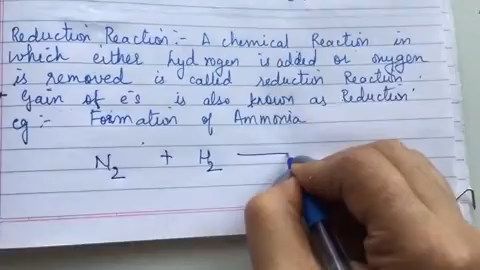 Reduction Reaction:- A chemical Reaction in
which either hydrogen is added or oxygen
is removed is called reduction Reaction.
- Gain of e⁻s is also known as Reduction
eg:- Formation of Ammonia
N₂ + H₂ —